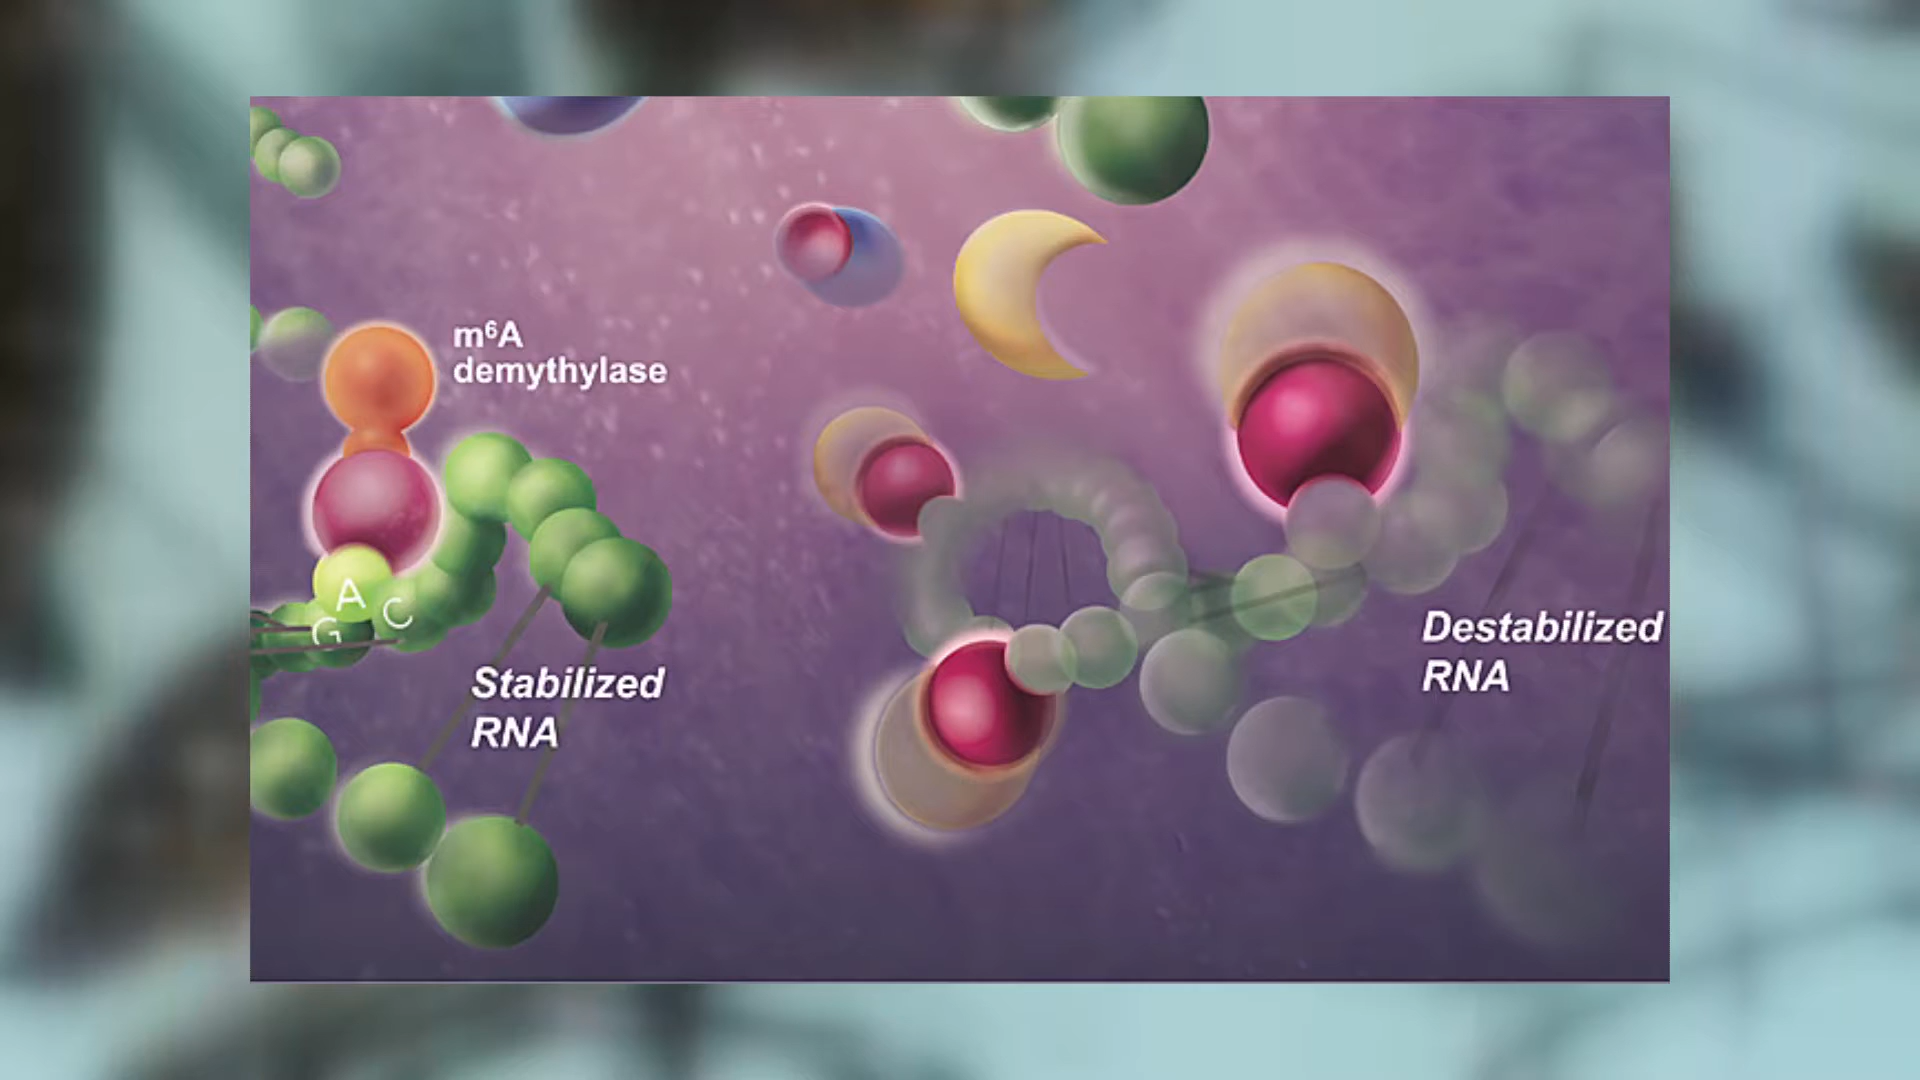 m⁶A
demythylase
A
C
G
Stabilized
RNA
Destabilized
RNA